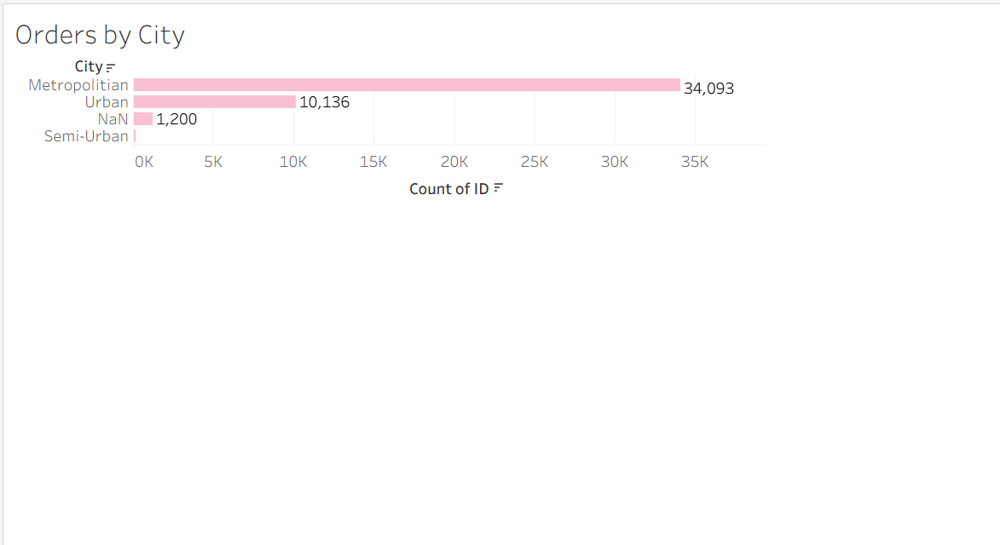 Orders by City
City
Metropolitian 34,093
Urban 10,136
NaN 1,200
Semi-Urban
0K 5K 10K 15K 20K 25K 30K 35K
Count of ID